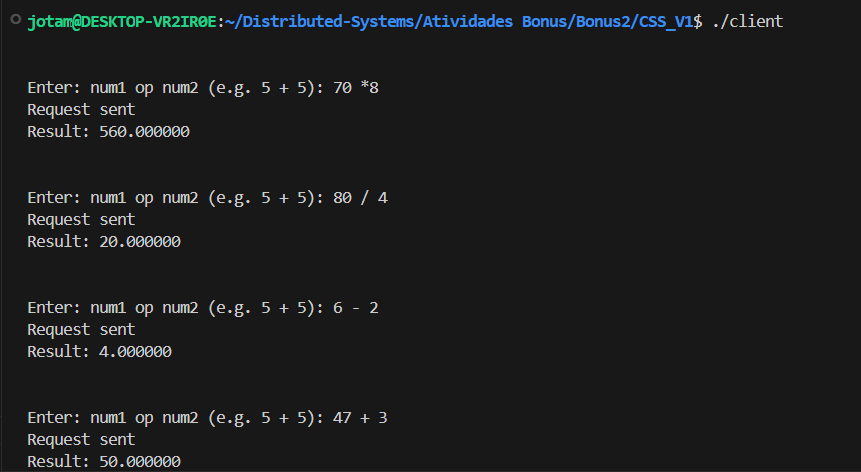 jotam@DESKTOP-VR2IR0E:~/Distributed-Systems/Atividades Bonus/Bonus2/CSS_V1$ ./client
Enter: num1 op num2 (e.g. 5 + 5): 70 *8
Request sent
Result: 560.000000
Enter: num1 op num2 (e.g. 5 + 5): 80 / 4
Request sent
Result: 20.000000
Enter: num1 op num2 (e.g. 5 + 5): 6 - 2
Request sent
Result: 4.000000
Enter: num1 op num2 (e.g. 5 + 5): 47 + 3
Request sent
Result: 50.000000